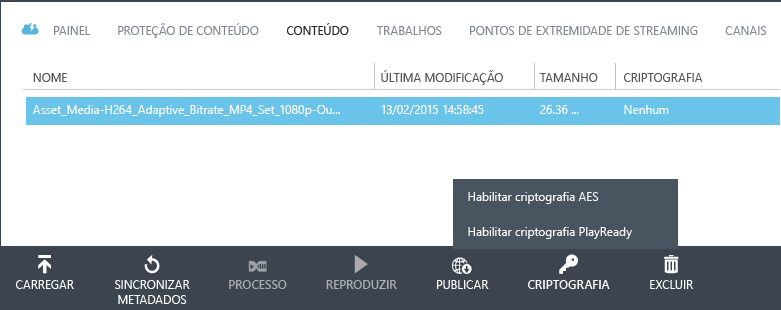 PAINEL PROTEÇÃO DE CONTEÚDO CONTEÚDO TRABALHOS PONTOS DE EXTREMIDADE DE STREAMING CANAIS
NOME ÚLTIMA MODIFICAÇÃO TAMANHO CRIPTOGRAFIA
Asset_Media-H264_Adaptive_Bitrate_MP4_Set_1080p-Ou... 13/02/2015 14:58:45 26.36 ... Nenhum
Habilitar criptografia AES
Habilitar criptografia PlayReady
CARREGAR SINCRONIZAR PROCESSO REPRODUZIR PUBLICAR CRIPTOGRAFIA EXCLUIR
METADADOS